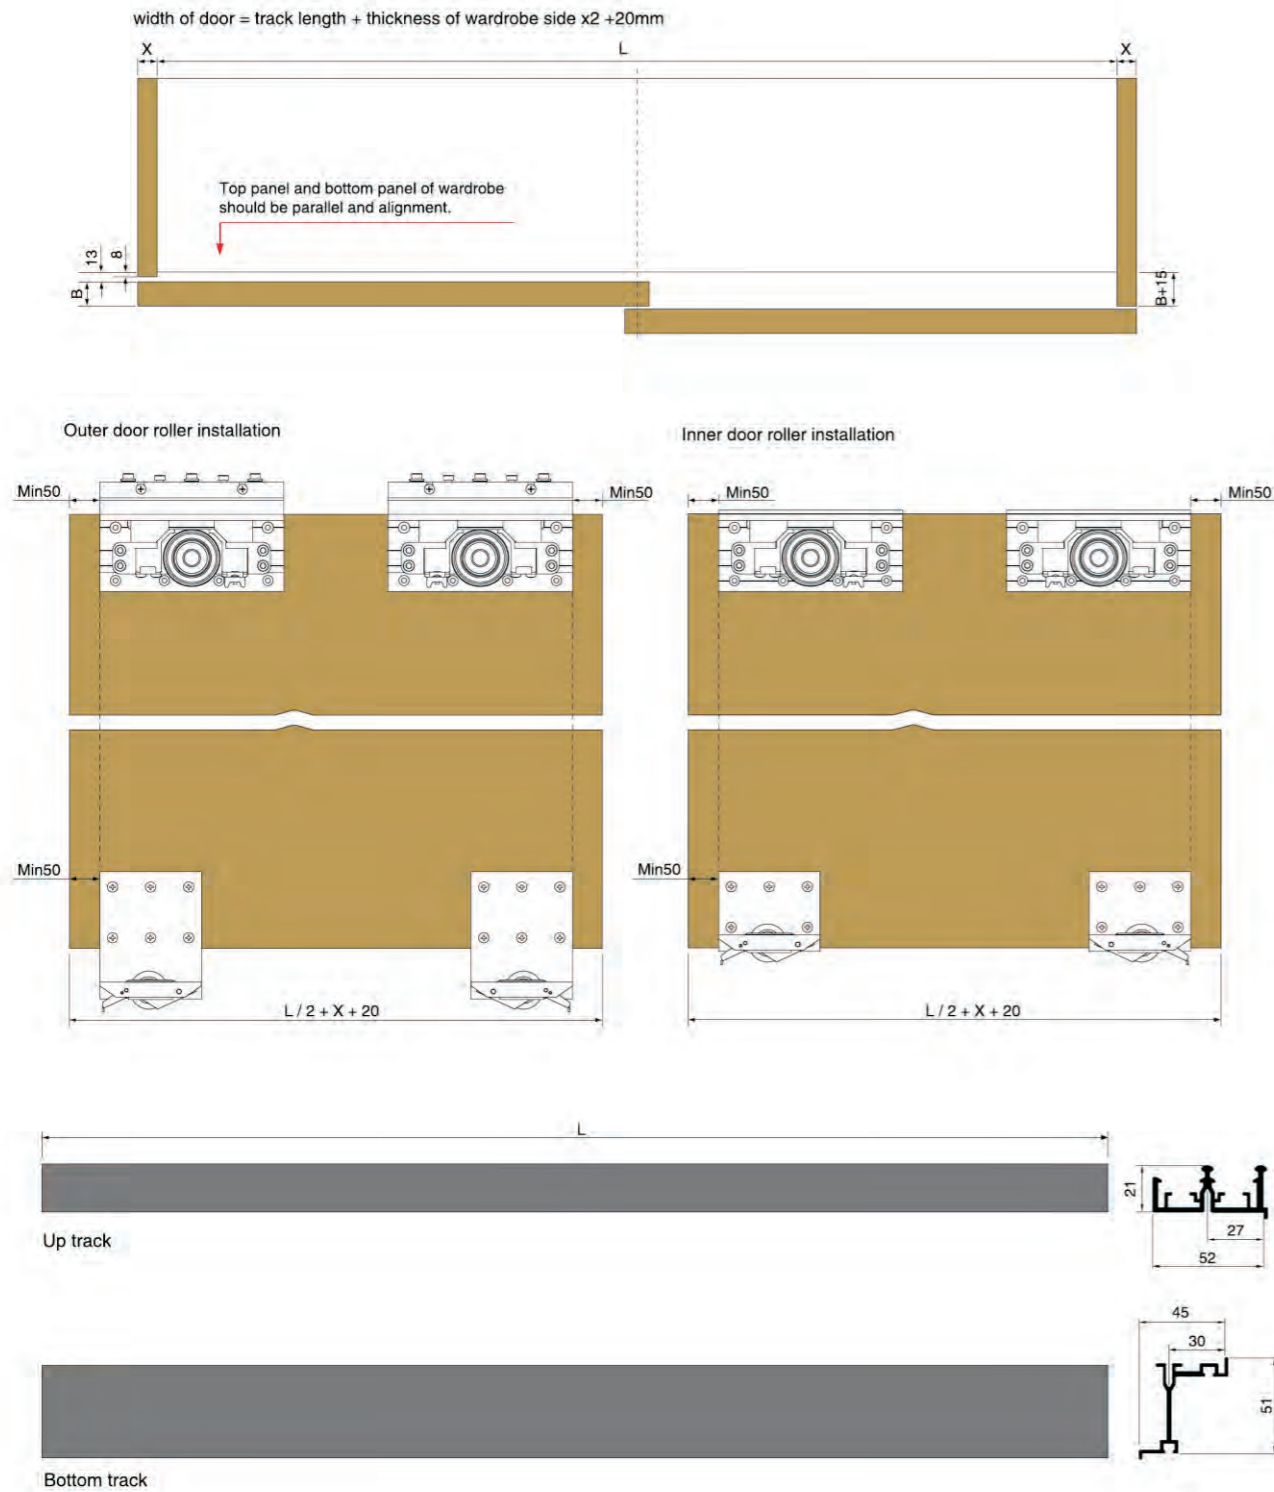 width of door = track length + thickness of wardrobe side x2 +20mm
X
L
X
Top panel and bottom panel of wardrobe
should be parallel and alignment.
13
8
B
B+15
Outer door roller installation
Inner door roller installation
Min50
Min50
Min50
Min50
Min50
Min50
L / 2 + X + 20
L / 2 + X + 20
L
21
27
52
Up track
45
30
51
Bottom track